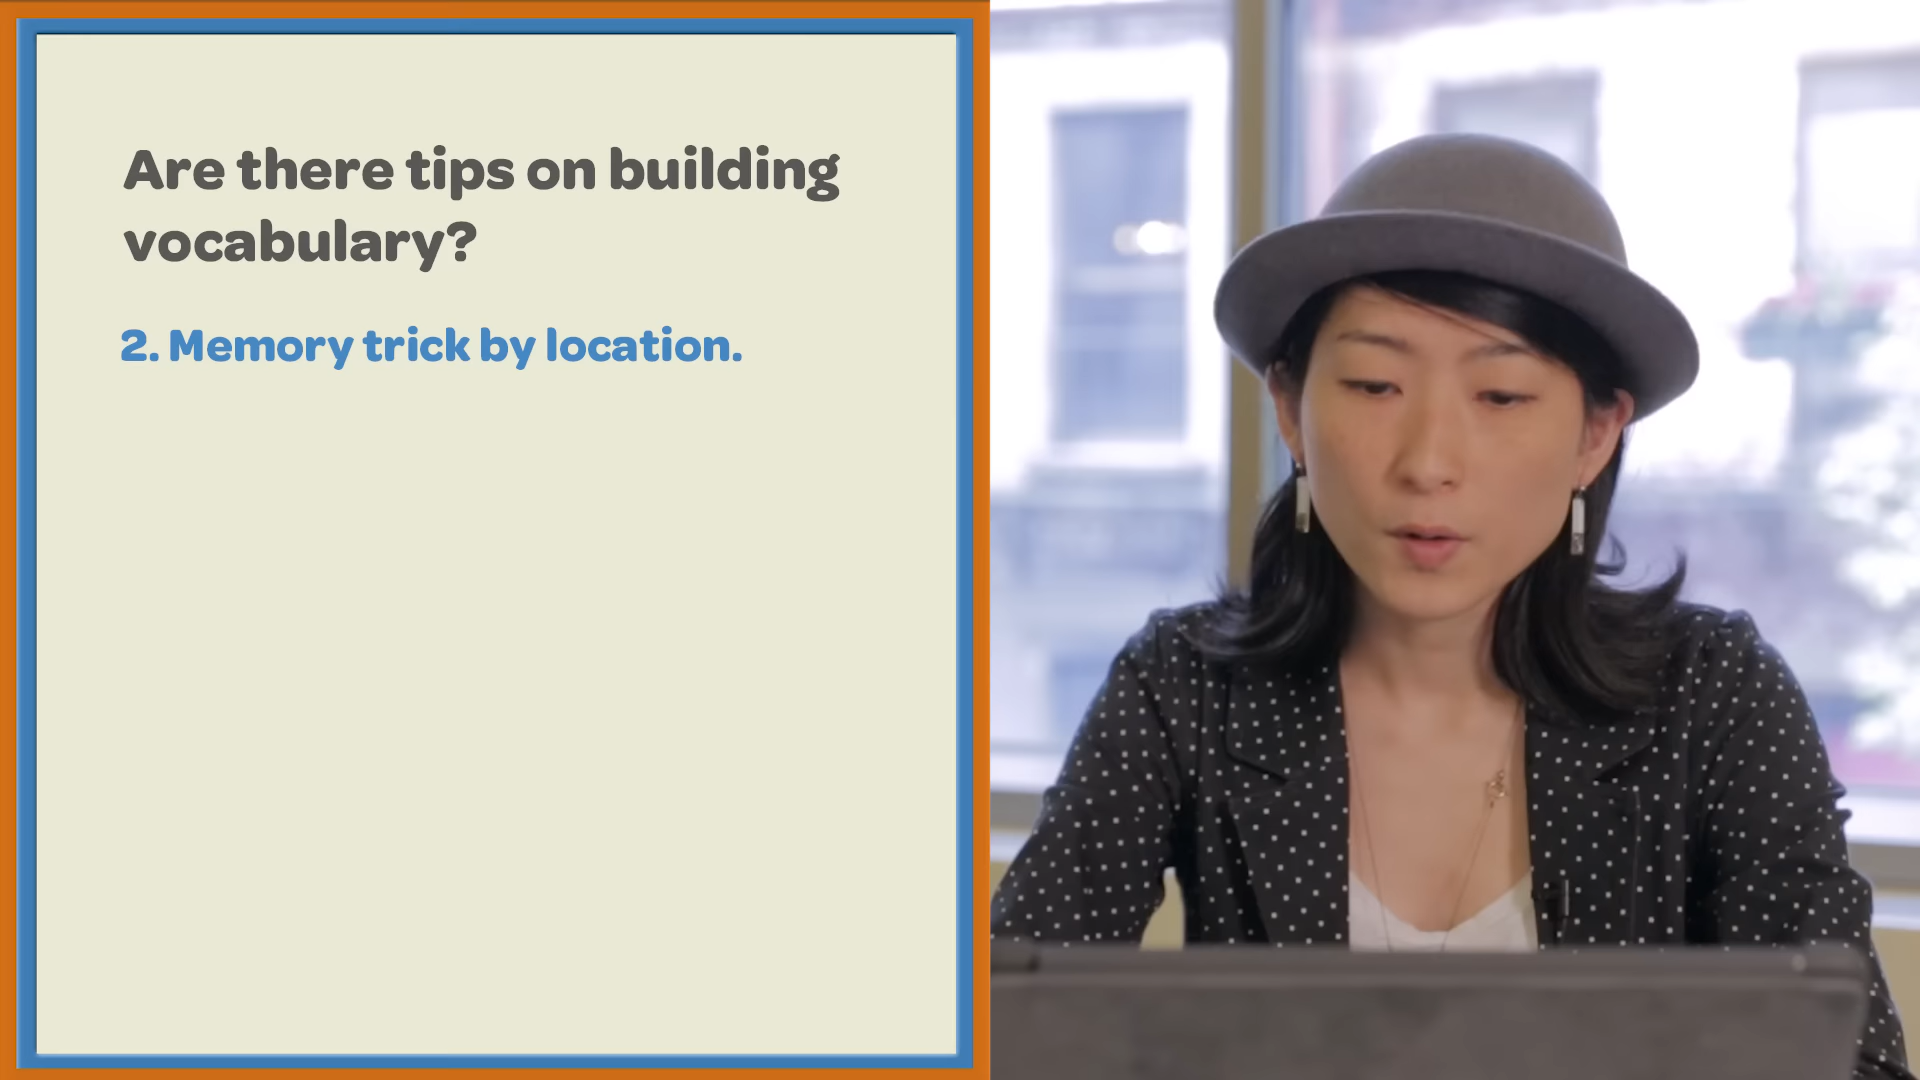 Are there tips on building
vocabulary?
2. Memory trick by location.